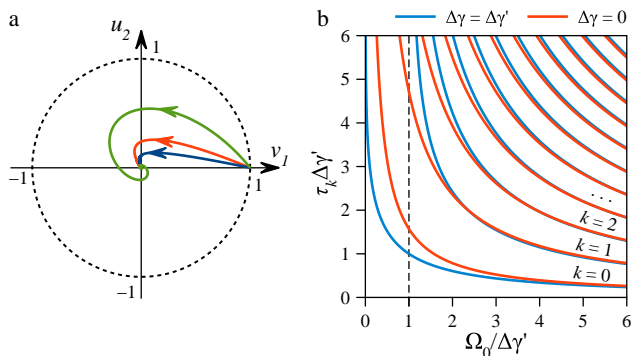 a
u₂
1
−1
1
v₁
−1
b
Δγ = Δγ' Δγ = 0
6
5
4
3
2
1
0
τₖΔγ'
. . .
k = 2
k = 1
k = 0
0 1 2 3 4 5 6
Ω₀/Δγ'